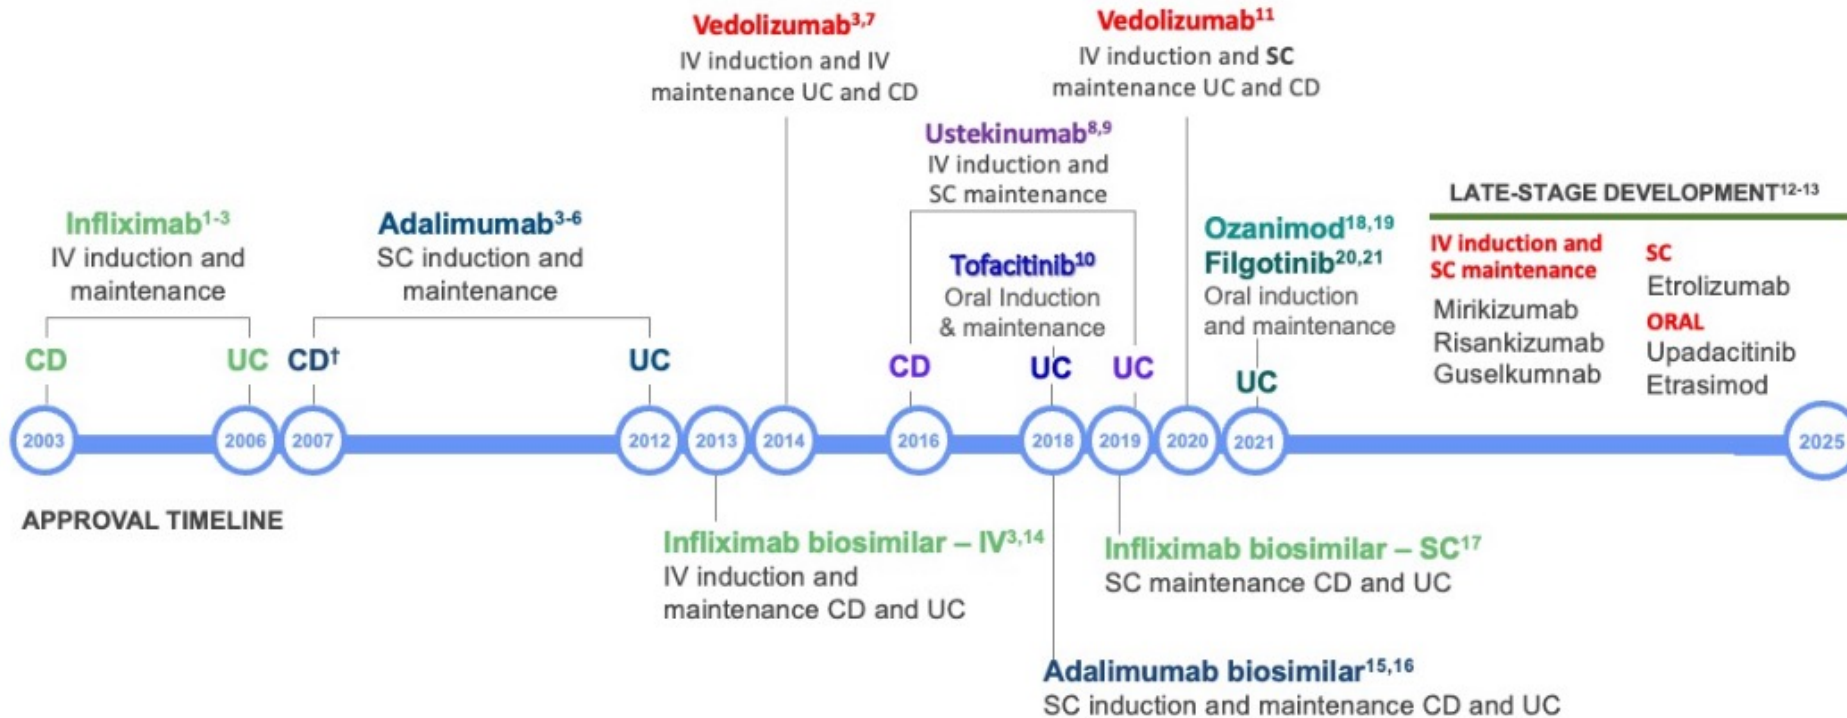 Vedolizumab3,7
IV induction and IV
maintenance UC and CD
Vedolizumab11
IV induction and SC
maintenance UC and CD
Ustekinumab8,9
IV induction and
SC maintenance
Infliximab1-3
IV induction and
maintenance
Adalimumab3-6
SC induction and
maintenance
Tofacitinib10
Oral Induction
& maintenance
Ozanimod18,19
Filgotinib20,21
Oral induction
and maintenance
LATE-STAGE DEVELOPMENT12-13
IV induction and
SC maintenance
Mirikizumab
Risankizumab
Guselkumnab
SC
Etrolizumab
ORAL
Upadacitinib
Etrasimod
CD
UC
CD†
UC
CD
UC
UC
UC
2003
2006
2007
2012
2013
2014
2016
2018
2019
2020
2021
2025
APPROVAL TIMELINE
Infliximab biosimilar – IV3,14
IV induction and
maintenance CD and UC
Infliximab biosimilar – SC17
SC maintenance CD and UC
Adalimumab biosimilar15,16
SC induction and maintenance CD and UC